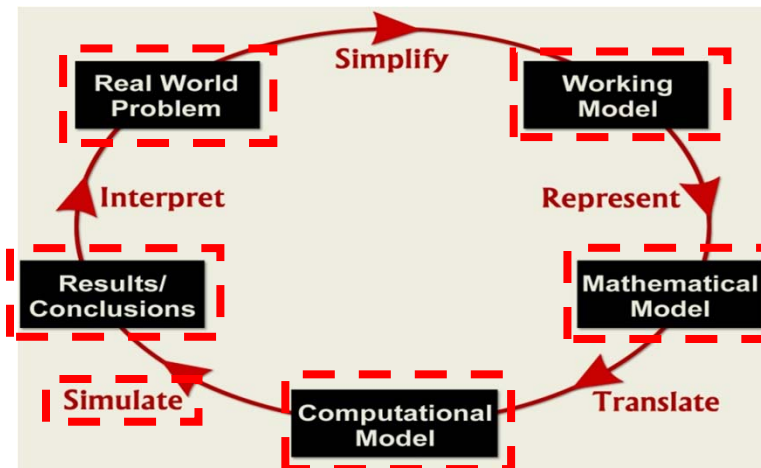 Simplify
Real World
Problem
Working
Model
Interpret
Represent
Results/
Conclusions
Mathematical
Model
Simulate
Translate
Computational
Model